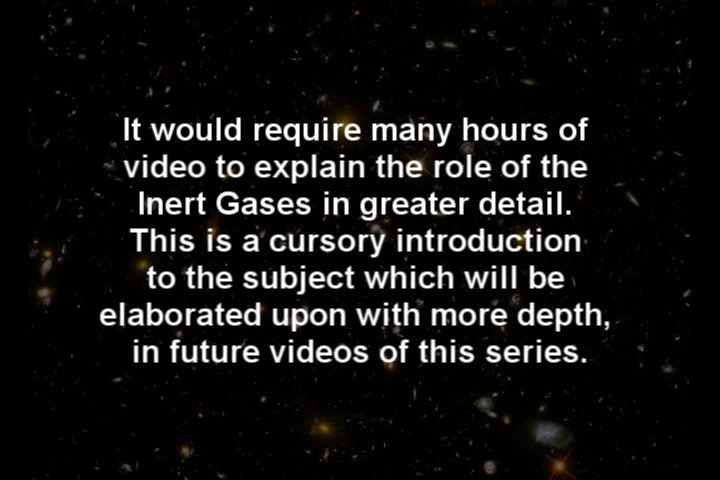 It would require many hours of
video to explain the role of the
Inert Gases in greater detail.
This is a cursory introduction
to the subject which will be
elaborated upon with more depth,
in future videos of this series.